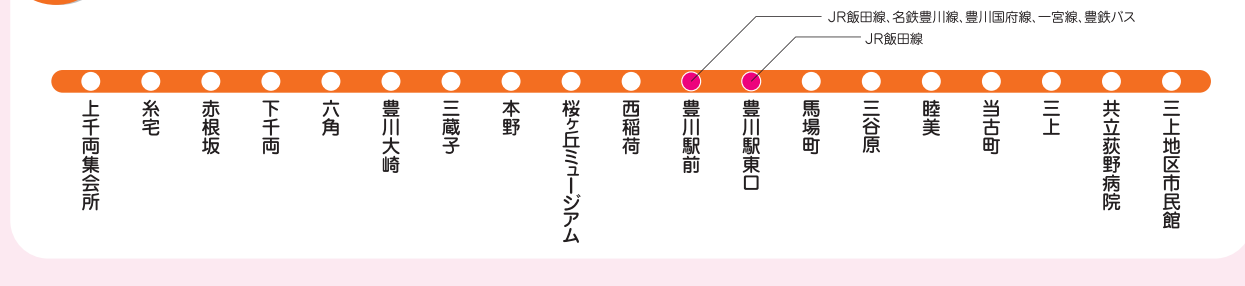 JR飯田線、名鉄豊川線、豊川国府線、一宮線、豊鉄バス
JR飯田線
上千両集会所
糸宅
赤根坂
下千両
六角
豊川大崎
三蔵子
本野
桜ヶ丘ミュージアム
西稲荷
豊川駅前
豊川駅東口
馬場町
三谷原
睦美
当古町
三上
共立荻野病院
三上地区市民館